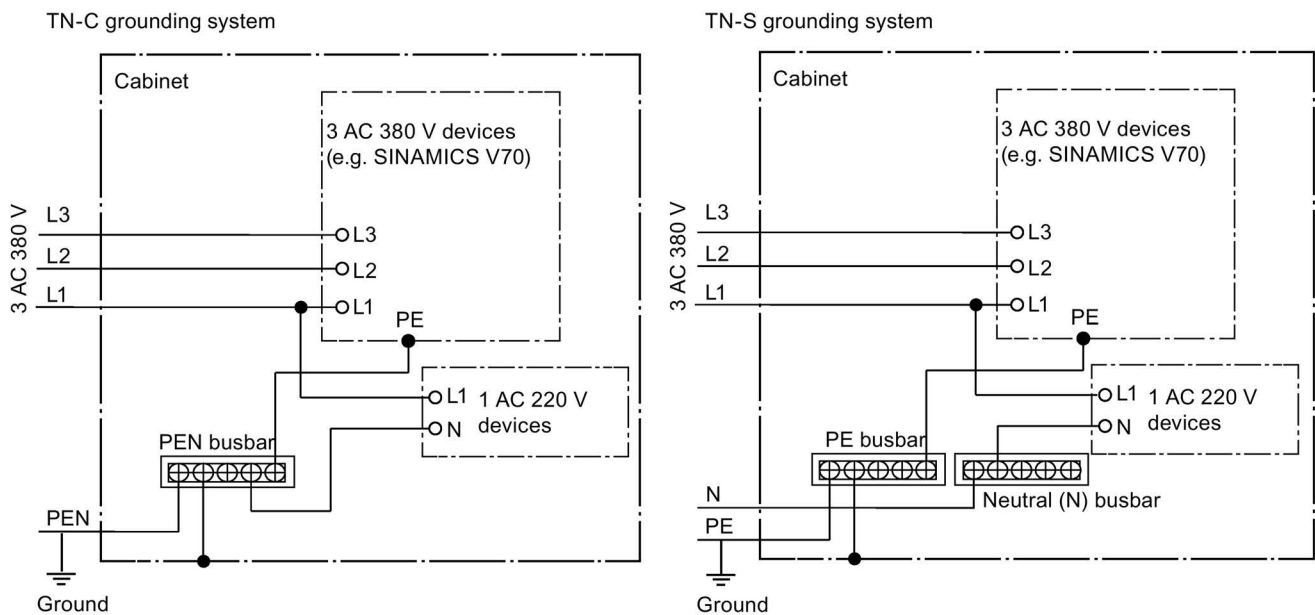 TN-C grounding system
Cabinet
3 AC 380 V devices
(e.g. SINAMICS V70)
3 AC 380 V
L3
L3
L2
L2
L1
L1
PE
L1
1 AC 220 V
devices
N
PEN busbar
PEN
Ground
TN-S grounding system
Cabinet
3 AC 380 V devices
(e.g. SINAMICS V70)
3 AC 380 V
L3
L3
L2
L2
L1
L1
PE
L1
1 AC 220 V
devices
N
PE busbar
Neutral (N) busbar
N
PE
Ground